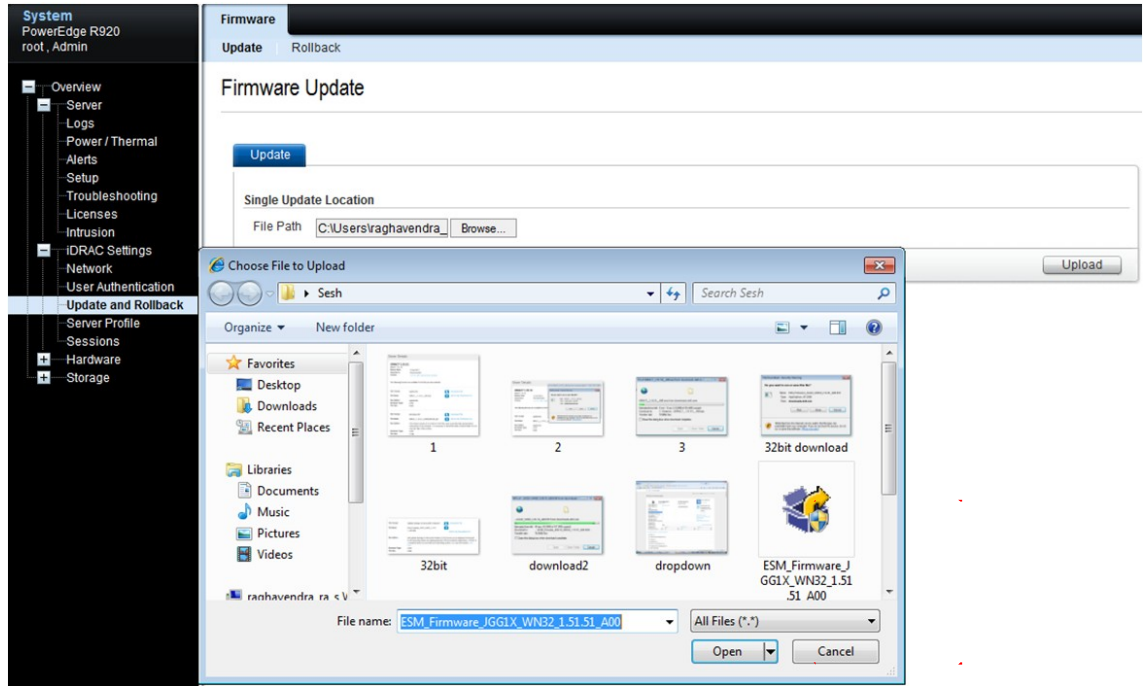 System
PowerEdge R920
root , Admin
Overview
Server
Logs
Power / Thermal
Alerts
Setup
Troubleshooting
Licenses
Intrusion
iDRAC Settings
Network
User Authentication
Update and Rollback
Server Profile
Sessions
Hardware
Storage
Firmware
Update Rollback
Firmware Update
Update
Single Update Location
File Path C:\Users\raghavendra_ Browse...
Upload
Choose File to Upload
Sesh Search Sesh
Organize New folder
Favorites
Desktop
Downloads
Recent Places
Libraries
Documents
Music
Pictures
Videos
raghavendra ra s
1 2 3 32bit download
32bit download2 dropdown ESM_Firmware_J
GG1X_WN32_1.51
.51_A00
File name: ESM_Firmware_JGG1X_WN32_1.51.51_A00 All Files (*.*)
Open Cancel